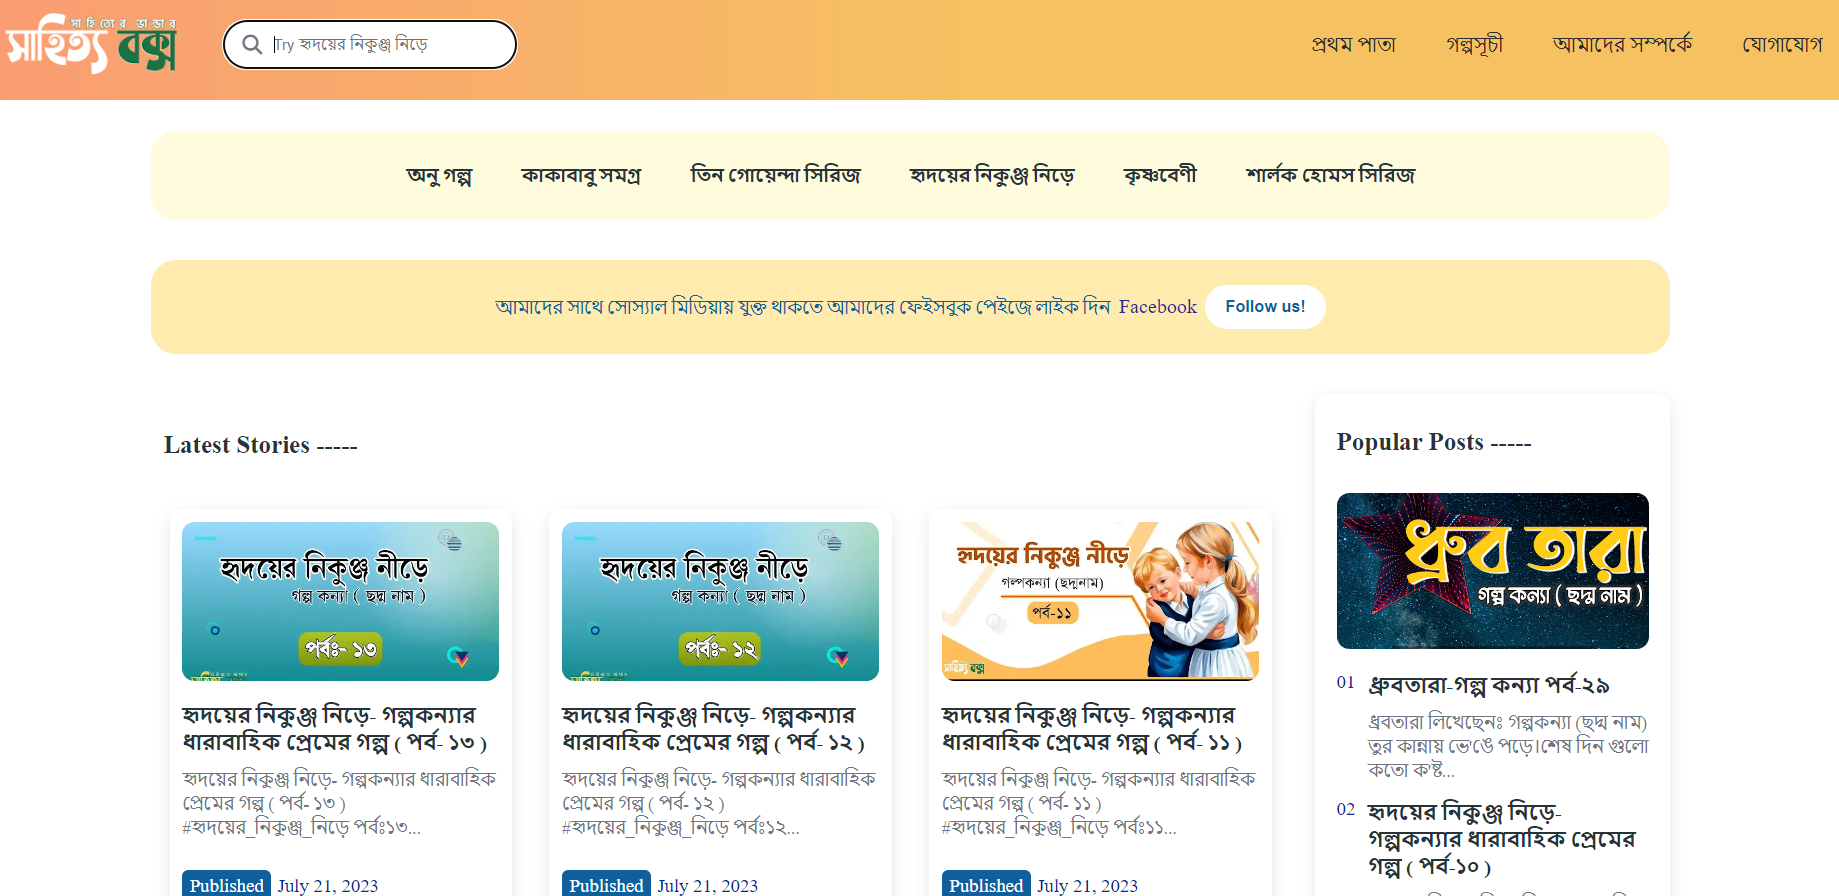 সাহিত্যের ভান্ডার
সাহিত্য বক্স
Try হৃদয়ের নিকুঞ্জ নিড়ে
প্রথম পাতা গল্পসূচী আমাদের সম্পর্কে যোগাযোগ
অনু গল্প কাকাবাবু সমগ্র তিন গোয়েন্দা সিরিজ হৃদয়ের নিকুঞ্জ নিড়ে কৃষ্ণবেণী শার্লক হোমস সিরিজ
আমাদের সাথে সোস্যাল মিডিয়ায় যুক্ত থাকতে আমাদের ফেইসবুক পেইজে লাইক দিন Facebook Follow us!
Latest Stories -----
হৃদয়ের নিকুঞ্জ নীড়ে
গল্প কন্যা ( ছদ্ম নাম )
পর্বঃ- ১৩
হৃদয়ের নিকুঞ্জ নিড়ে- গল্পকন্যার
ধারাবাহিক প্রেমের গল্প ( পর্ব- ১৩ )
হৃদয়ের নিকুঞ্জ নিড়ে- গল্পকন্যার ধারাবাহিক
প্রেমের গল্প ( পর্ব- ১৩ )
#হৃদয়ের_নিকুঞ্জ_নিড়ে পর্বঃ১৩...
Published July 21, 2023
হৃদয়ের নিকুঞ্জ নীড়ে
গল্প কন্যা ( ছদ্ম নাম )
পর্বঃ- ১২
হৃদয়ের নিকুঞ্জ নিড়ে- গল্পকন্যার
ধারাবাহিক প্রেমের গল্প ( পর্ব- ১২ )
হৃদয়ের নিকুঞ্জ নিড়ে- গল্পকন্যার ধারাবাহিক
প্রেমের গল্প ( পর্ব- ১২ )
#হৃদয়ের_নিকুঞ্জ_নিড়ে পর্বঃ১২...
Published July 21, 2023
হৃদয়ের নিকুঞ্জ নীড়ে
গল্পকন্যা (ছদ্মনাম)
পর্ব-১১
সাহিত্য বক্স
হৃদয়ের নিকুঞ্জ নিড়ে- গল্পকন্যার
ধারাবাহিক প্রেমের গল্প ( পর্ব- ১১ )
হৃদয়ের নিকুঞ্জ নিড়ে- গল্পকন্যার ধারাবাহিক
প্রেমের গল্প ( পর্ব- ১১ )
#হৃদয়ের_নিকুঞ্জ_নিড়ে পর্বঃ১১...
Published July 21, 2023
Popular Posts -----
ধ্রুব তারা
গল্প কন্যা ( ছদ্ম নাম )
01 ধ্রুবতারা-গল্প কন্যা পর্ব-২৯
ধ্রবতারা লিখেছেনঃ গল্পকন্যা (ছদ্ম নাম)
তুর কান্নায় ভে'ঙে পড়ে।শেষ দিন গুলো
কতো ক'ষ্ট...
02 হৃদয়ের নিকুঞ্জ নিড়ে-
গল্পকন্যার ধারাবাহিক প্রেমের
গল্প ( পর্ব-১০ )